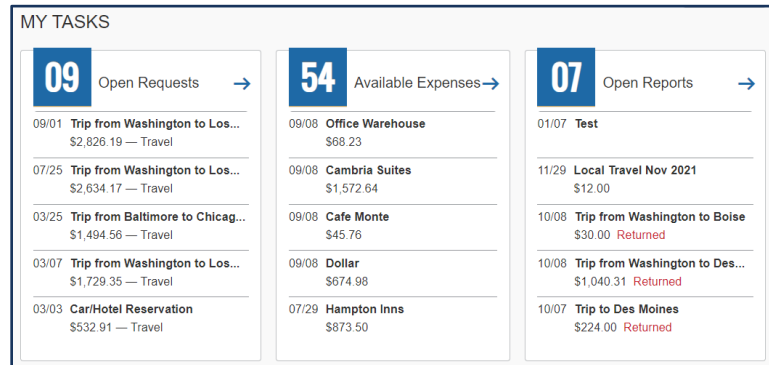 MY TASKS
09 Open Requests
09/01 Trip from Washington to Los...
$2,826.19 — Travel
07/25 Trip from Washington to Los...
$2,634.17 — Travel
03/25 Trip from Baltimore to Chicag...
$1,494.56 — Travel
03/07 Trip from Washington to Los...
$1,729.35 — Travel
03/03 Car/Hotel Reservation
$532.91 — Travel
54 Available Expenses
09/08 Office Warehouse
$68.23
09/08 Cambria Suites
$1,572.64
09/08 Cafe Monte
$45.76
09/08 Dollar
$674.98
07/29 Hampton Inns
$873.50
07 Open Reports
01/07 Test
11/29 Local Travel Nov 2021
$12.00
10/08 Trip from Washington to Boise
$30.00 Returned
10/08 Trip from Washington to Des...
$1,040.31 Returned
10/07 Trip to Des Moines
$224.00 Returned